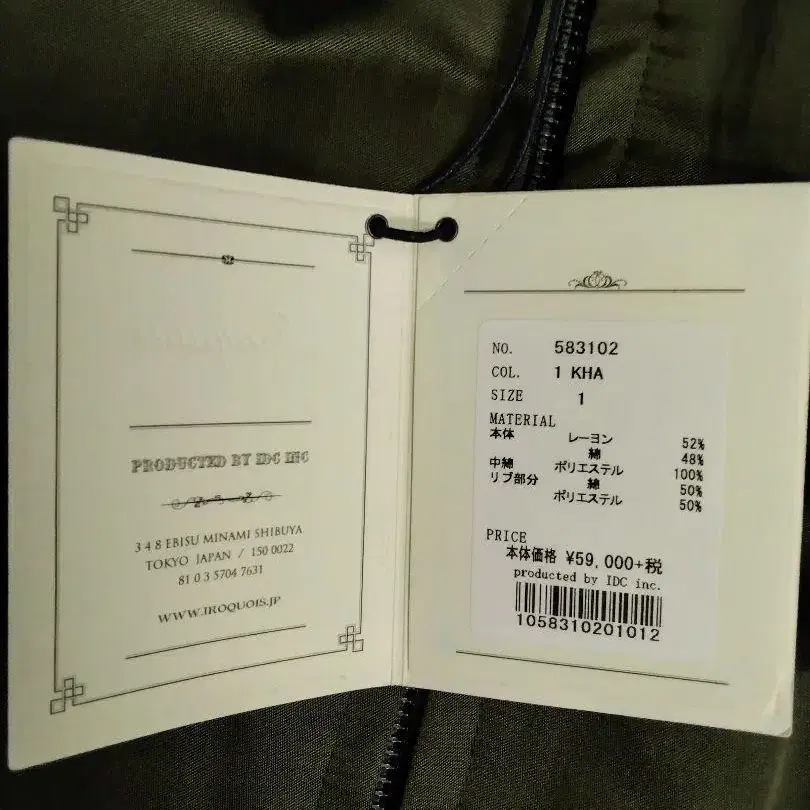 PRODUCTED BY IDC INC
3 4 8 EBISU MINAMI SHIBUYA
TOKYO JAPAN / 150 0022
81 0 3 5704 7631
WWW.IROQUOIS.JP
NO. 583102
COL. 1 KHA
SIZE 1
MATERIAL
本体 レーヨン 52%
綿 48%
中綿 ポリエステル 100%
リブ部分 綿 50%
ポリエステル 50%
PRICE
本体価格 ¥59,000+税
producted by IDC inc.
1058310201012